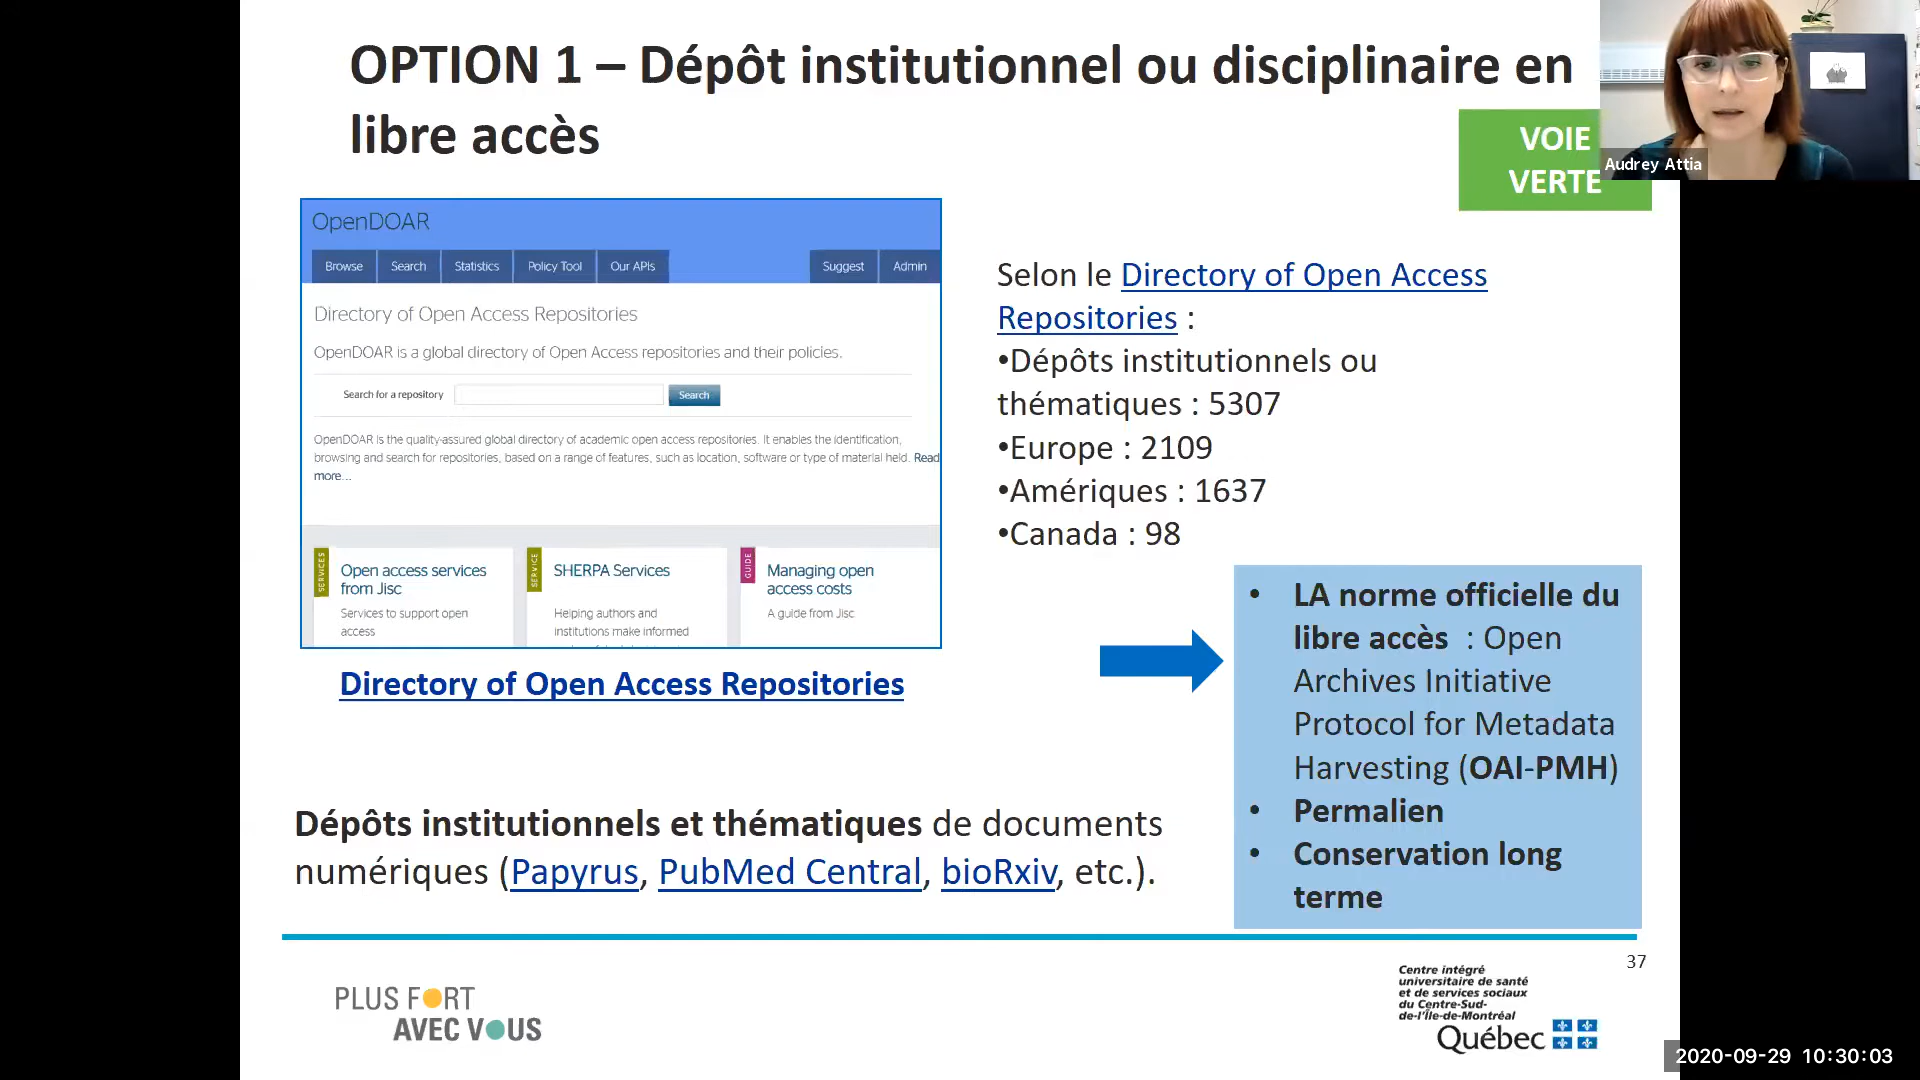 OPTION 1 – Dépôt institutionnel ou disciplinaire en
libre accès
VOIE
VERTE
Audrey Attia
OpenDOAR
Browse
Search
Statistics
Policy Tool
Our APIs
Suggest
Admin
Directory of Open Access Repositories
OpenDOAR is a global directory of Open Access repositories and their policies.
Search for a repository
Search
OpenDOAR is the quality-assured global directory of academic open access repositories. It enables the identification,
browsing and search for repositories, based on a range of features, such as location, software or type of material held. Read
more...
SERVICES
Open access services
from Jisc
Services to support open
access
SERVICE
SHERPA Services
Helping authors and
institutions make informed
GUIDE
Managing open
access costs
A guide from Jisc
Directory of Open Access Repositories
Selon le Directory of Open Access
Repositories :
•Dépôts institutionnels ou
thématiques : 5307
•Europe : 2109
•Amériques : 1637
•Canada : 98
• LA norme officielle du
libre accès : Open
Archives Initiative
Protocol for Metadata
Harvesting (OAI-PMH)
• Permalien
• Conservation long
terme
Dépôts institutionnels et thématiques de documents
numériques (Papyrus, PubMed Central, bioRxiv, etc.).
37
PLUS FORT
AVEC VOUS
Centre intégré
universitaire de santé
et de services sociaux
du Centre-Sud-
de-l'Île-de-Montréal
Québec
2020-09-29 10:30:03